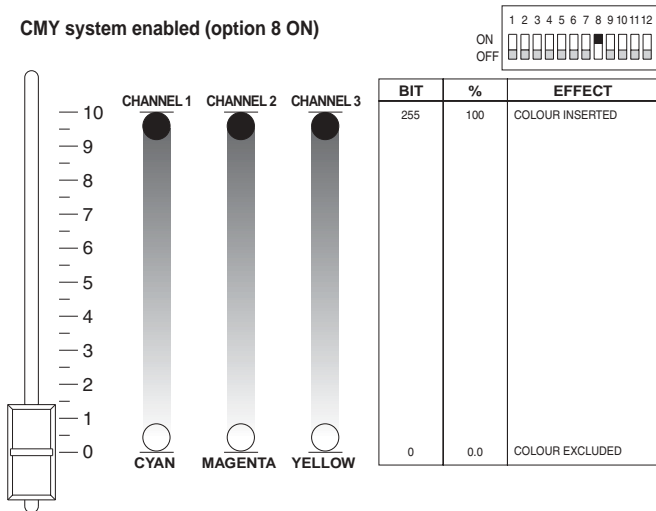 CMY system enabled (option 8 ON)
1 2 3 4 5 6 7 8 9 10 11 12
ON
OFF
CHANNEL 1 CHANNEL 2 CHANNEL 3
10
9
8
7
6
5
4
3
2
1
0
CYAN MAGENTA YELLOW
BIT % EFFECT
255 100 COLOUR INSERTED
0 0.0 COLOUR EXCLUDED